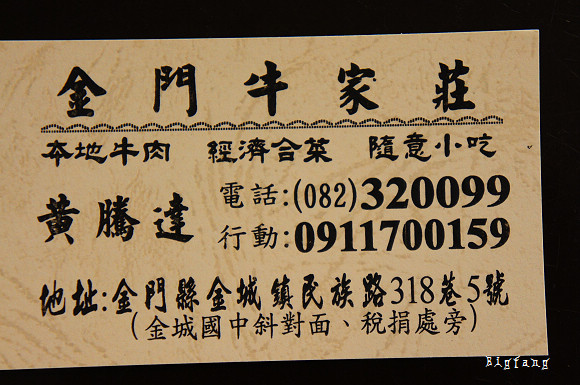 金門牛家莊
本地牛肉 經濟合菜 隨意小吃
黃騰達
電話:(082)320099
行動:0911700159
地址:金門縣金城鎮民族路318巷5號
(金城國中斜對面、稅捐處旁)
Eigfang